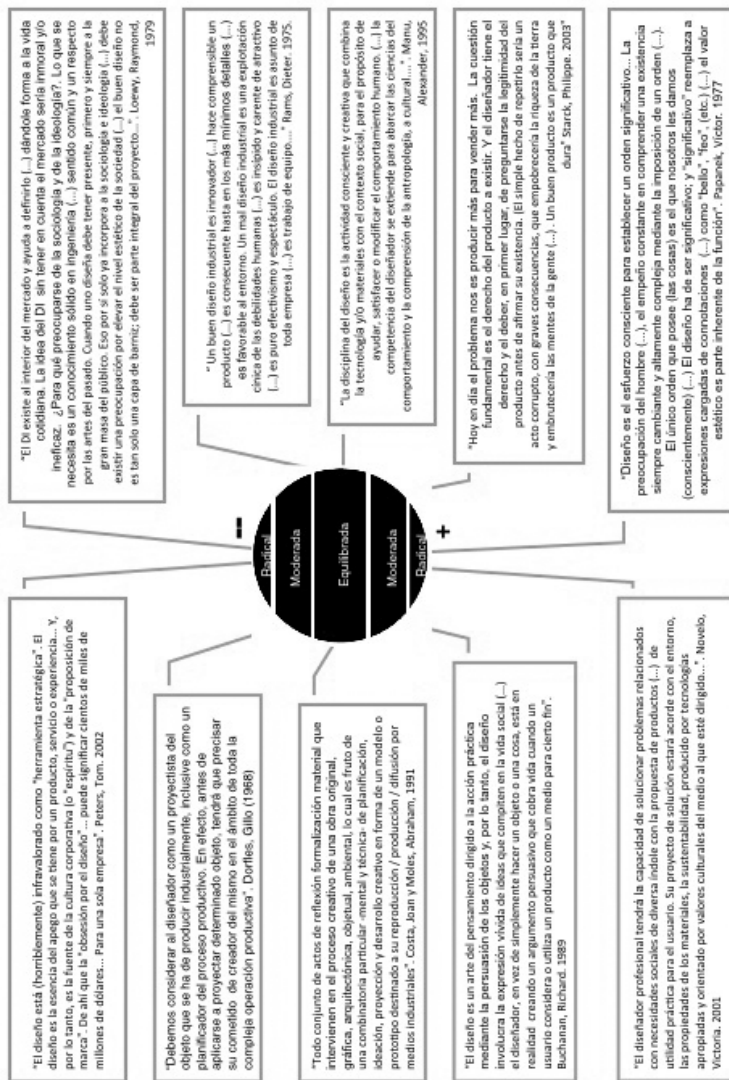 "El diseño está (horriblemente) infravalorado como "herramienta estratégica". El
diseño es la esencia del apego que se tiene por un producto, servicio o experiencia... Y,
por lo tanto, es la fuente de la cultura corporativa (o "espíritu") y de la "proposición de
marca". De ahí que la "obsesión por el diseño" ... puede significar cientos de miles de
millones de dólares... Para una sola empresa". Peters, Tom. 2002
"Debemos considerar al diseñador como un proyectista del
objeto que se ha de producir industrialmente, inclusive como un
planificador del proceso productivo. En efecto, antes de
aplicarse a proyectar determinado objeto, tendrá que precisar
su cometido de creador del mismo en el ámbito de toda la
compleja operación productiva". Dorfles, Gillo (1968)
"Todo conjunto de actos de reflexión formalización material que
intervienen en el proceso creativo de una obra original,
gráfica, arquitectónica, objetual, ambiental, lo cual es fruto de
una combinatoria particular -mental y técnica- de planificación,
ideación, proyección y desarrollo creativo en forma de un modelo o
prototipo destinado a su reproducción / producción / difusión por
medios industriales". Costa, Joan y Moles, Abraham, 1991
"El diseño es un arte del pensamiento dirigido a la acción práctica
mediante la persuasión de los objetos y, por lo tanto, el diseño
involucra la expresión vívida de ideas que compiten en la vida social (...)
el diseñador, en vez de simplemente hacer un objeto o una cosa, está en
realidad creando un argumento persuasivo que cobra vida cuando un
usuario considera o utiliza un producto como un medio para cierto fin".
Buchanan, Richard. 1989
"El diseñador profesional tendrá la capacidad de solucionar problemas relacionados
con necesidades sociales de diversa índole con la propuesta de productos (...) de
utilidad práctica para el usuario. Su proyecto de solución estará acorde con el entorno,
las propiedades de los materiales, la sustentabilidad, producido por tecnologías
apropiadas y orientado por valores culturales del medio al que esté dirigido...". Novelo,
Victoria. 2001
--
Radical
Moderada
Equilibrada
Moderada
Radical
+
"El DI existe al interior del mercado y ayuda a definirlo (...) dándole forma a la vida
cotidiana. La idea del DI sin tener en cuenta el mercado sería inmoral y/o
ineficaz. ¿Para qué preocuparse de la sociología y de la ideología?. Lo que se
necesita es un conocimiento sólido en ingeniería (...) sentido común y un respeto
por las artes del pasado. Cuando uno diseña debe tener presente, primero y siempre a la
gran masa del público. Eso por sí solo ya incorpora a la sociología e ideología (...) debe
existir una preocupación por elevar el nivel estético de la sociedad (...) el buen diseño no
es tan solo una capa de barniz; debe ser parte integral del proyecto...". Loewy, Raymond,
1979
" Un buen diseño industrial es innovador (...) hace comprensible un
producto (...) es consecuente hasta en los más mínimos detalles (...)
es favorable al entorno. Un mal diseño industrial es una explotación
cínica de las debilidades humanas (...) es insípido y carente de atractivo
(...) es puro efectivismo y espectáculo. El diseño industrial es asunto de
toda empresa (...) es trabajo de equipo..." Rams, Dieter. 1975.
"La disciplina del diseño es la actividad consciente y creativa que combina
la tecnología y/o materiales con el contexto social, para el propósito de
ayudar, satisfacer o modificar el comportamiento humano. (...) la
competencia del diseñador se extiende para abarcar las ciencias del
comportamiento y la comprensión de la antropología, a cultural....". Manu,
Alexander, 1995
"Hoy en día el problema nos es producir más para vender más. La cuestión
fundamental es el derecho del producto a existir. Y el diseñador tiene el
derecho y el deber, en primer lugar, de preguntarse la legitimidad del
producto antes de afirmar su existencia. (El simple hecho de repetirlo sería un
acto corrupto, con graves consecuencias, que empobrecería la riqueza de la tierra
y embrutecería las mentes de la gente (...). Un buen producto es un producto que
dura" Starck, Philippe. 2003"
"Diseño es el esfuerzo consciente para establecer un orden significativo... La
preocupación del hombre (...), el empeño constante en comprender una existencia
siempre cambiante y altamente compleja mediante la imposición de un orden (...).
El único orden que posee (las cosas) es el que nosotros les damos
(conscientemente) (...) El diseño ha de ser significativo; y "significativo" reemplaza a
expresiones cargadas de connotaciones (...) como "bello", "feo", (etc.) (...) el valor
estético es parte inherente de la función". Papanek, Víctor. 1977